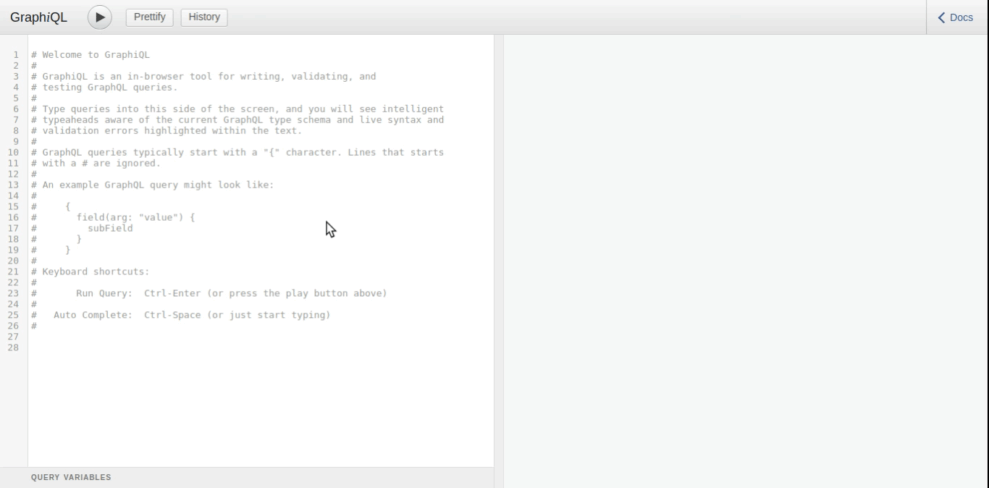 GraphiQL
Prettify
History
Docs
1 # Welcome to GraphiQL
2 #
3 # GraphiQL is an in-browser tool for writing, validating, and
4 # testing GraphQL queries.
5 #
6 # Type queries into this side of the screen, and you will see intelligent
7 # typeaheads aware of the current GraphQL type schema and live syntax and
8 # validation errors highlighted within the text.
9 #
10 # GraphQL queries typically start with a "{" character. Lines that starts
11 # with a # are ignored.
12 #
13 # An example GraphQL query might look like:
14 #
15 #     {
16 #       field(arg: "value") {
17 #         subField
18 #       }
19 #     }
20 #
21 # Keyboard shortcuts:
22 #
23 #       Run Query:  Ctrl-Enter (or press the play button above)
24 #
25 #   Auto Complete:  Ctrl-Space (or just start typing)
26 #
27
28
QUERY VARIABLES